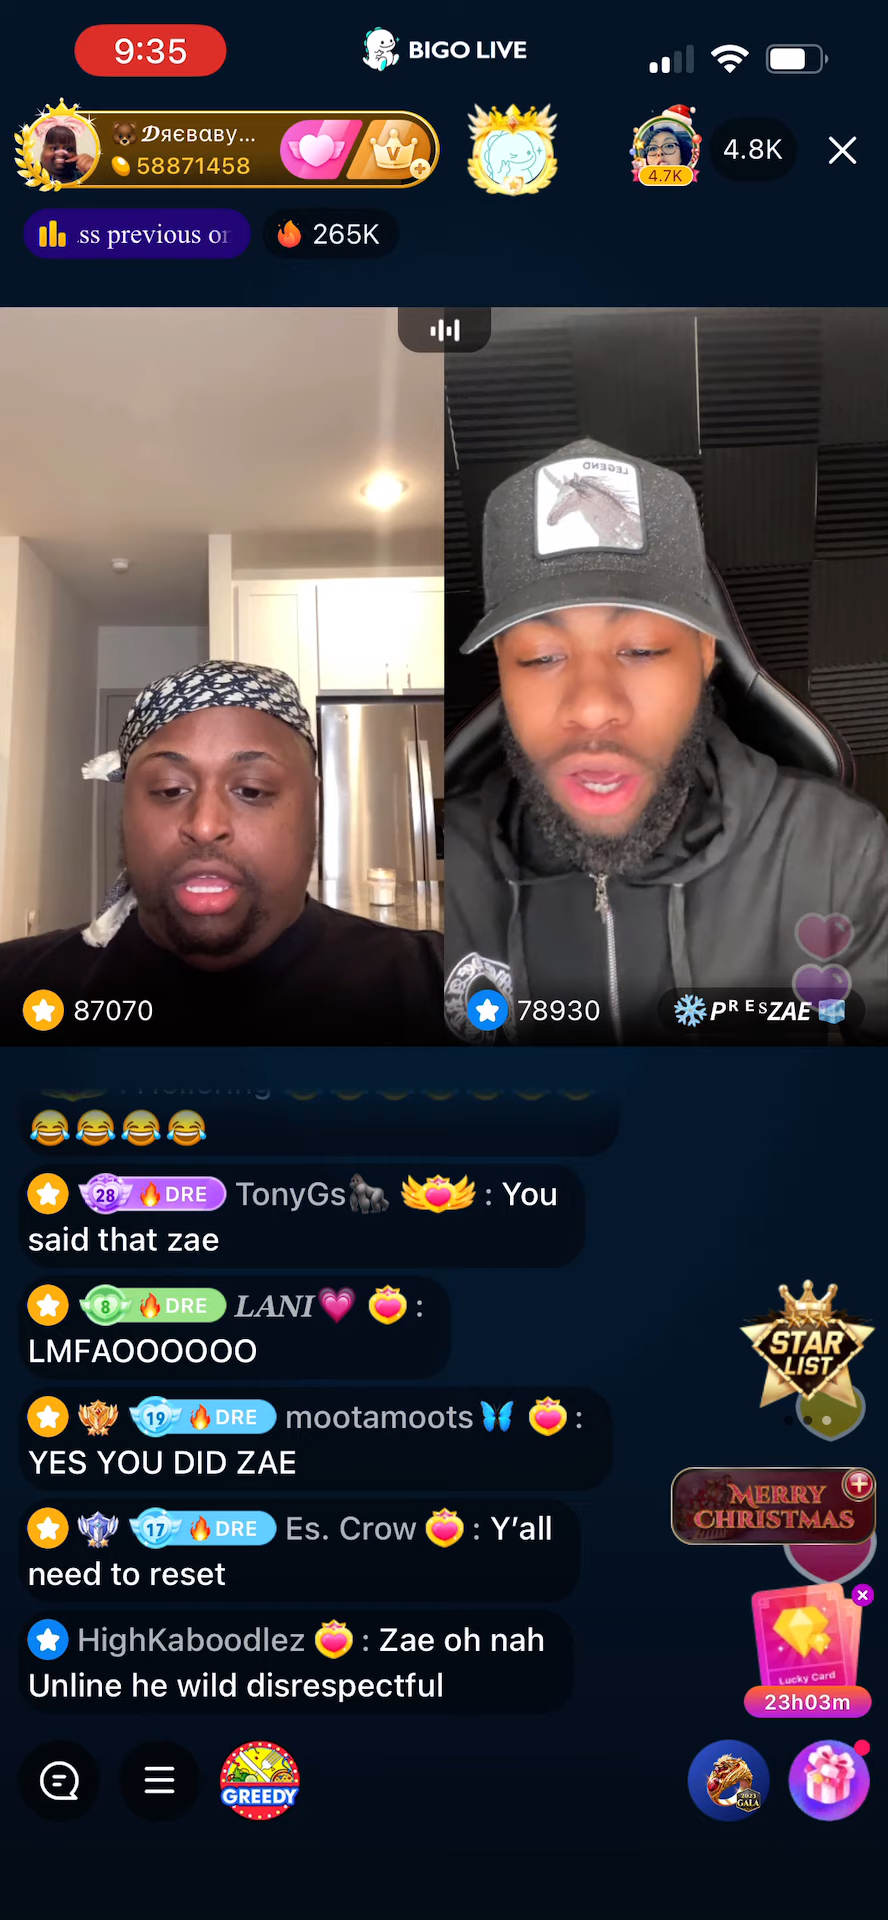 9:35
BIGO LIVE
🐻 𝓓яєвαву...
58871458
4.7K
4.8K
ss previous or
265K
LEGEND
87070
78930
❄️PᴿᴱˢZAE🧊
😂😂😂😂
28 🔥DRE TonyGs🦍 : You
said that zae
8 🔥DRE LANI💗 :
LMFAOOOOOO
19 🔥DRE mootamoots🦋 :
YES YOU DID ZAE
17 🔥DRE Es. Crow : Y’all
need to reset
HighKaboodlez : Zae oh nah
Unline he wild disrespectful
STAR
LIST
MERRY
CHRISTMAS
Lucky Card
23h03m
GREEDY
2023
GALA